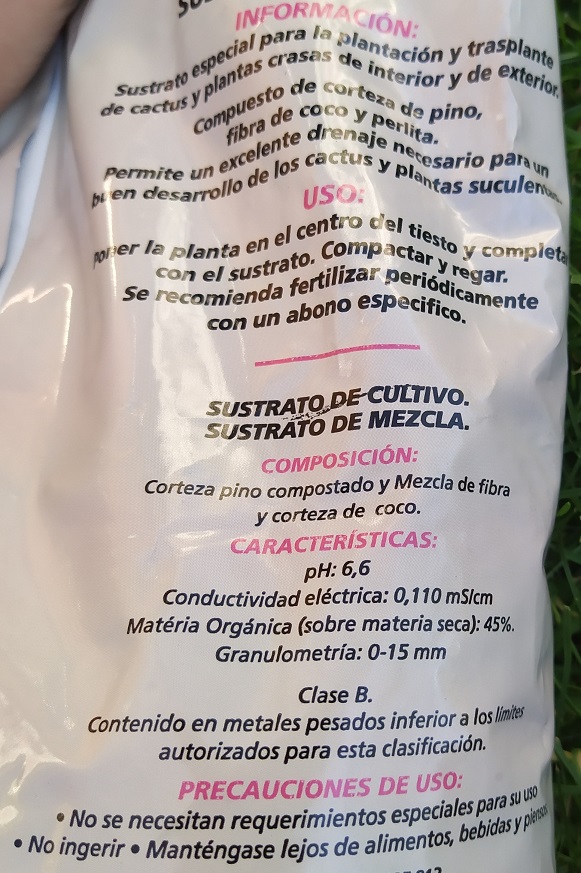 INFORMACIÓN:
Sustrato especial para la plantación y trasplante
de cactus y plantas crasas de interior y de exterior.
Compuesto de corteza de pino,
fibra de coco y perlita.
Permite un excelente drenaje necesario para un
buen desarrollo de los cactus y plantas suculentas.
USO:
Poner la planta en el centro del tiesto y completa
con el sustrato. Compactar y regar.
Se recomienda fertilizar periódicamente
con un abono especifico.
SUSTRATO DE CULTIVO.
SUSTRATO DE MEZCLA.
COMPOSICIÓN:
Corteza pino compostado y Mezcla de fibra
y corteza de coco.
CARACTERÍSTICAS:
pH: 6,6
Conductividad eléctrica: 0,110 mS/cm
Matéria Orgánica (sobre materia seca): 45%.
Granulometría: 0-15 mm
Clase B.
Contenido en metales pesados inferior a los límites
autorizados para esta clasificación.
PRECAUCIONES DE USO:
• No se necesitan requerimientos especiales para su uso
• No ingerir • Manténgase lejos de alimentos, bebidas y piensos